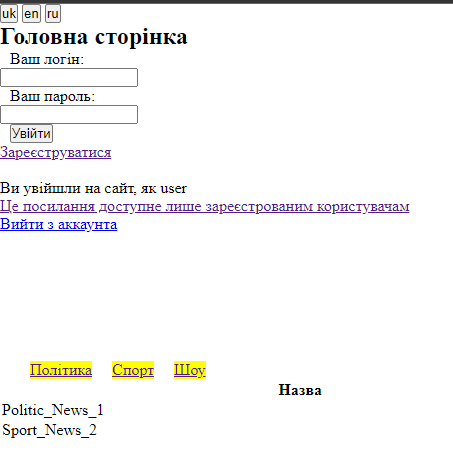 uk en ru
Головна сторінка
Ваш логін:
Ваш пароль:
Увійти
Зареєструватися
Ви увійшли на сайт, як user
Це посилання доступне лише зареєстрованим користувачам
Вийти з аккаунта
Політика Спорт Шоу
Назва
Politic_News_1
Sport_News_2